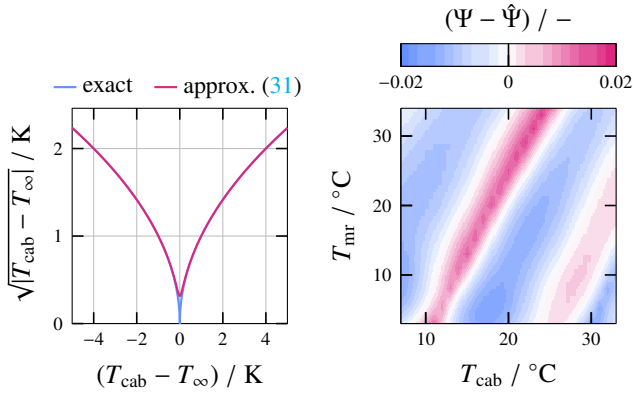 exact
approx. (31)
√|T_cab − T_∞| / K
2
1
0
−4
−2
0
2
4
(T_cab − T_∞) / K
(Ψ − Ψ̂) / −
-0.02
0
0.02
T_mr / °C
30
20
10
10
20
30
T_cab / °C